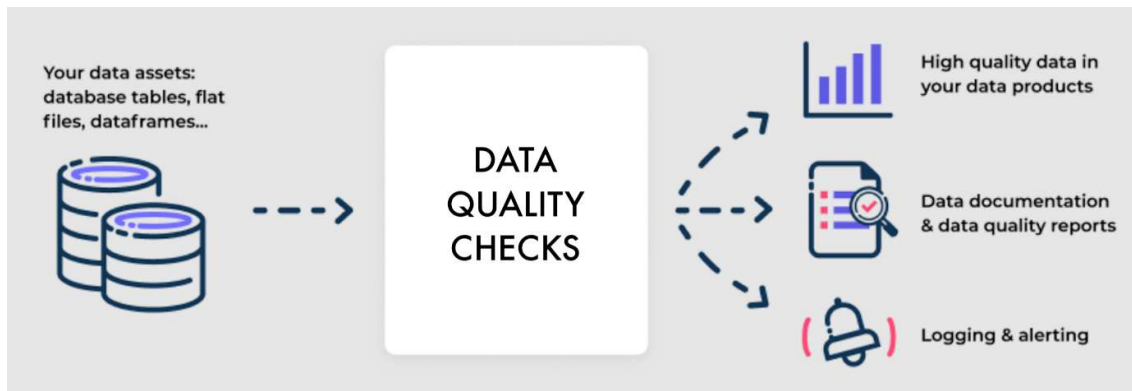 Your data assets:
database tables, flat
files, dataframes...
DATA
QUALITY
CHECKS
High quality data in
your data products
Data documentation
& data quality reports
Logging & alerting